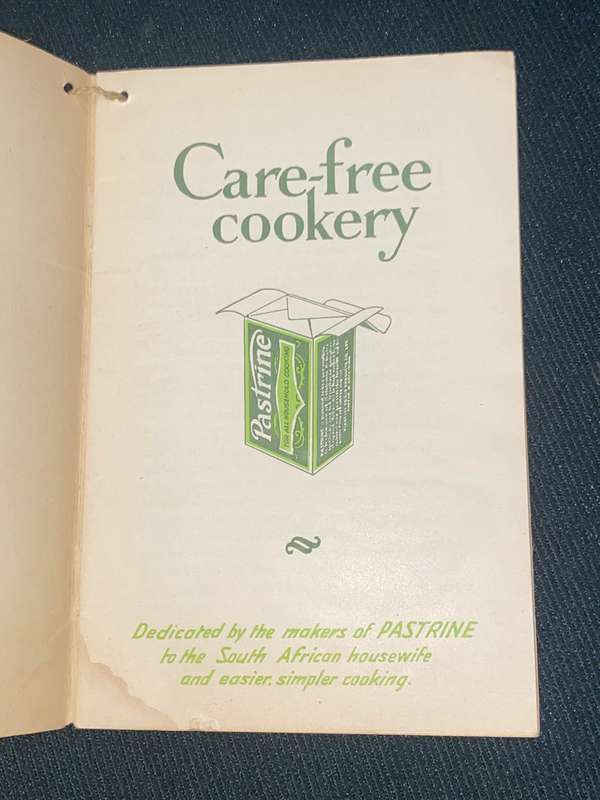 Care-free
cookery
Pastrine
FOR ALL HOUSEHOLD COOKING
Dedicated by the makers of PASTRINE
to the South African housewife
and easier, simpler cooking.